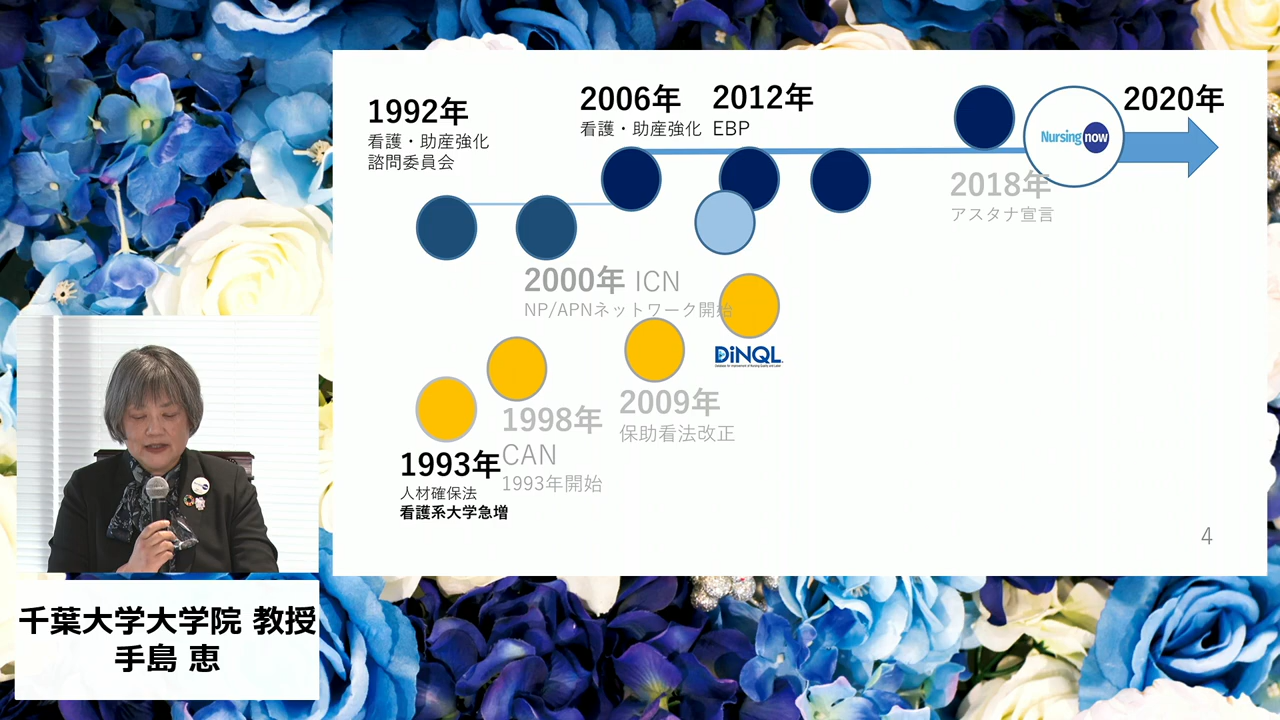 1992年
看護・助産強化
諮問委員会
2006年
看護・助産強化
2012年
EBP
2020年
Nursing now
2018年
アスタナ宣言
2000年 ICN
NP/APNネットワーク開始
DiNQL
1998年
CAN
1993年開始
2009年
保助看法改正
1993年
人材確保法
看護系大学急増
4
千葉大学大学院 教授
手島 恵